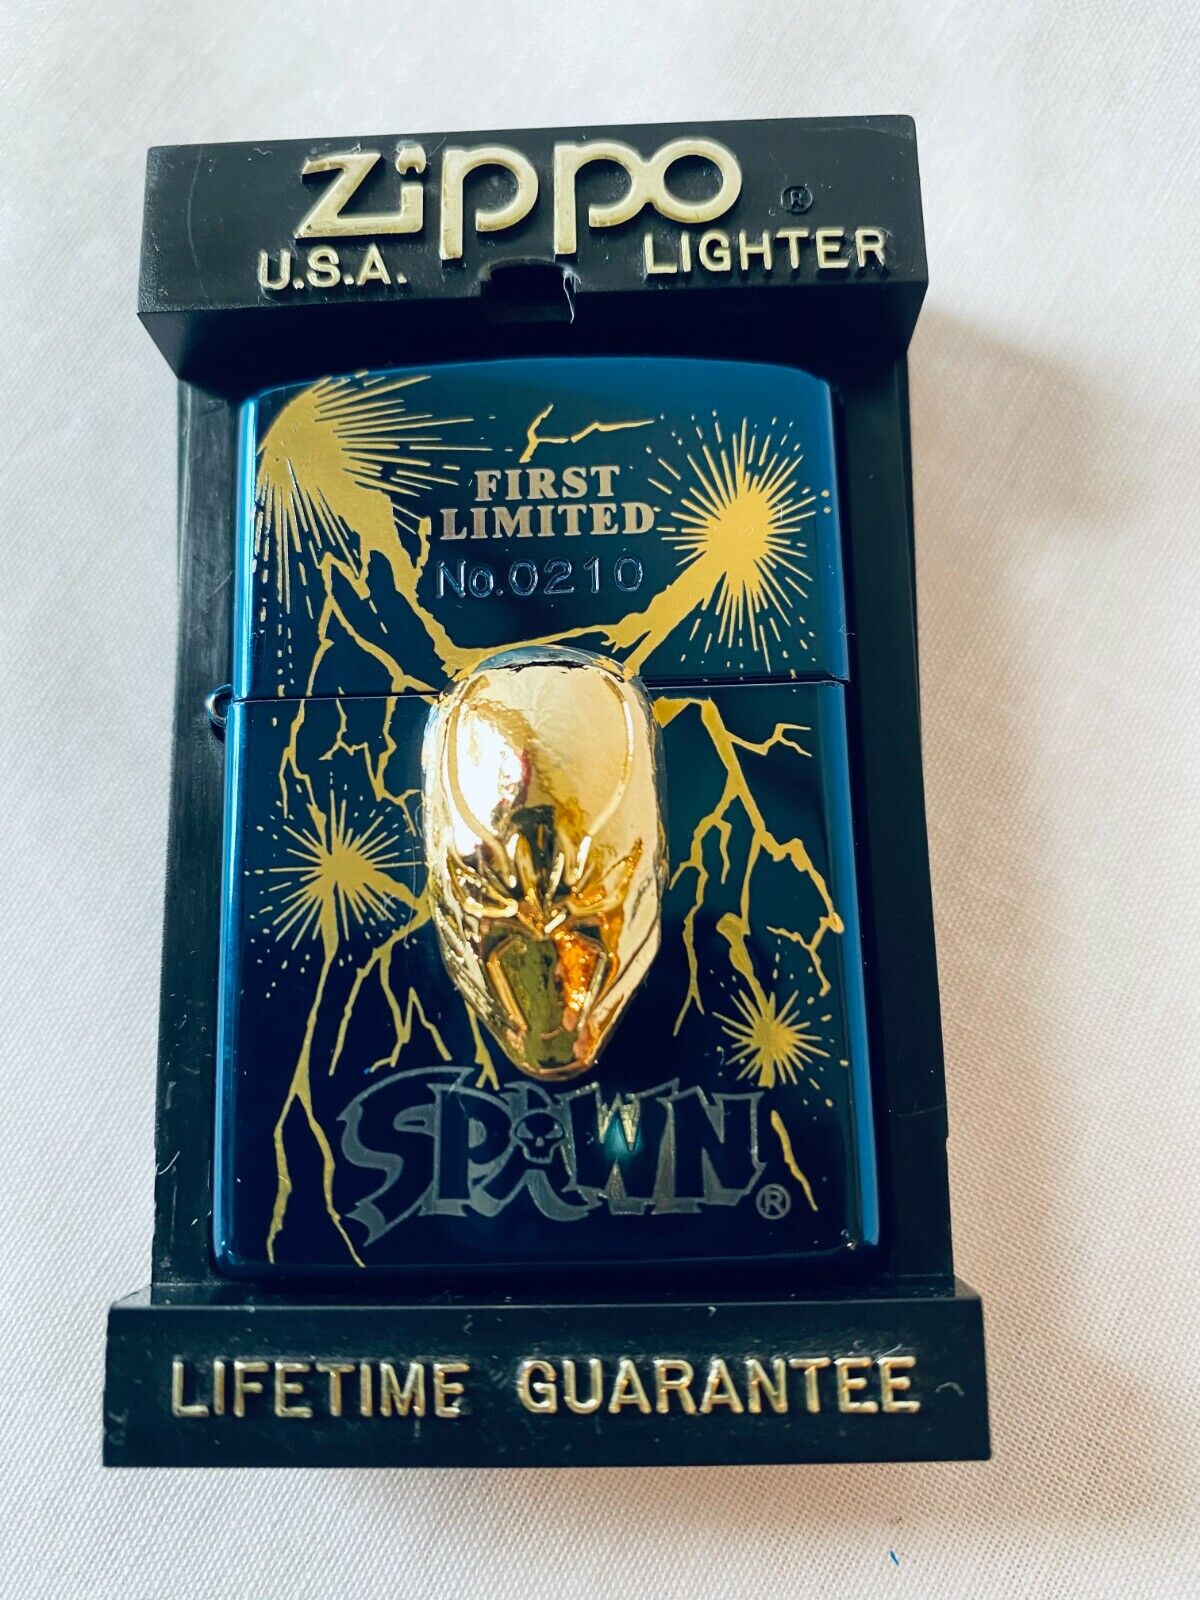 zippo ®
U.S.A. LIGHTER
FIRST
LIMITED
No.0210
SPAWN®
LIFETIME GUARANTEE